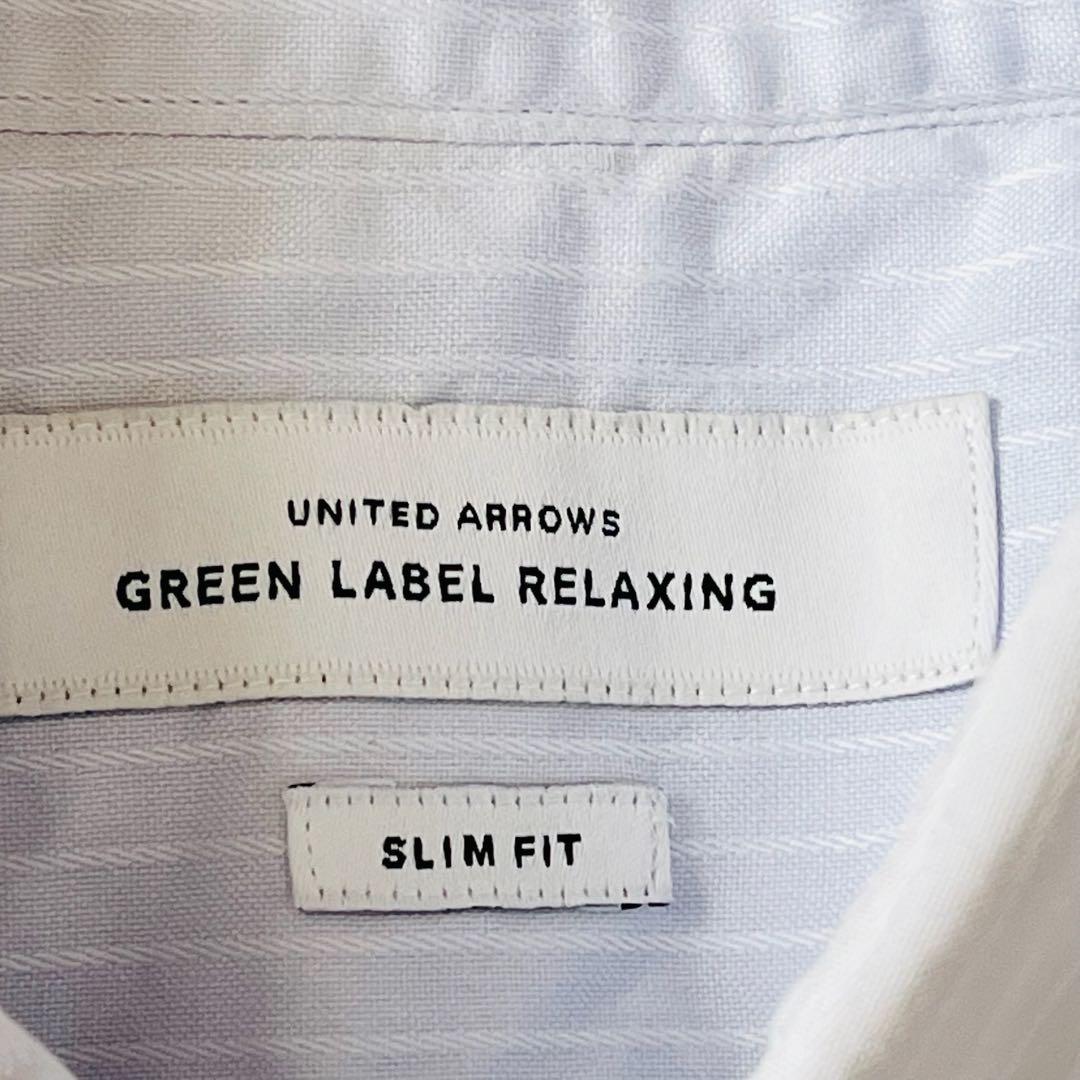 UNITED ARROWS
GREEN LABEL RELAXING
SLIM FIT